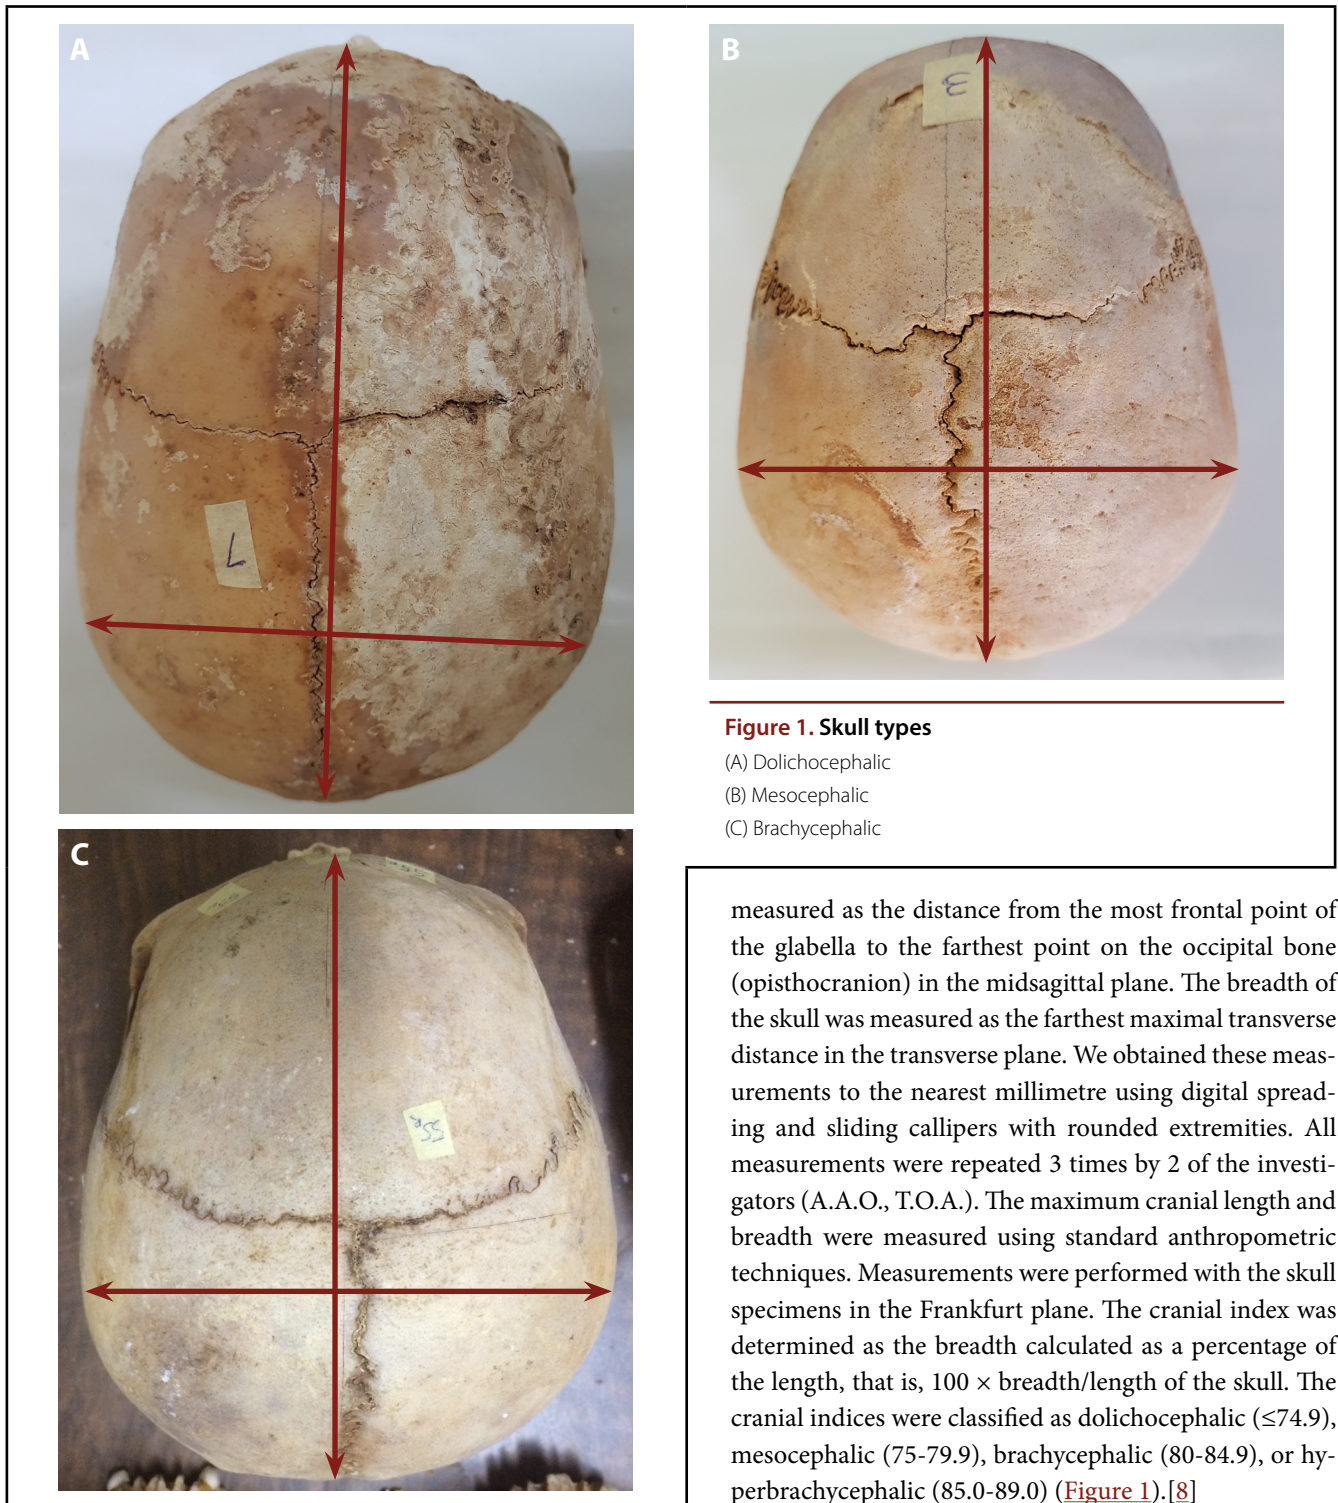 A
7
B
3
Figure 1. Skull types
(A) Dolichocephalic
(B) Mesocephalic
(C) Brachycephalic
C
measured as the distance from the most frontal point of
the glabella to the farthest point on the occipital bone
(opisthocranion) in the midsagittal plane. The breadth of
the skull was measured as the farthest maximal transverse
distance in the transverse plane. We obtained these meas-
urements to the nearest millimetre using digital spread-
ing and sliding callipers with rounded extremities. All
measurements were repeated 3 times by 2 of the investi-
gators (A.A.O., T.O.A.). The maximum cranial length and
breadth were measured using standard anthropometric
techniques. Measurements were performed with the skull
specimens in the Frankfurt plane. The cranial index was
determined as the breadth calculated as a percentage of
the length, that is, 100 × breadth/length of the skull. The
cranial indices were classified as dolichocephalic (≤74.9),
mesocephalic (75-79.9), brachycephalic (80-84.9), or hy-
perbrachycephalic (85.0-89.0) (Figure 1).[8]